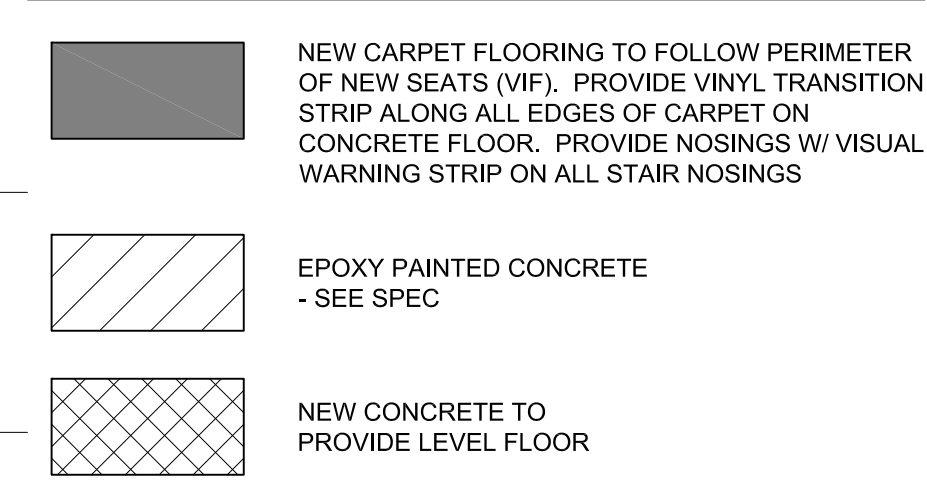 NEW CARPET FLOORING TO FOLLOW PERIMETER
OF NEW SEATS (VIF).  PROVIDE VINYL TRANSITION
STRIP ALONG ALL EDGES OF CARPET ON
CONCRETE FLOOR.  PROVIDE NOSINGS W/ VISUAL
WARNING STRIP ON ALL STAIR NOSINGS
EPOXY PAINTED CONCRETE
- SEE SPEC
NEW CONCRETE TO
PROVIDE LEVEL FLOOR